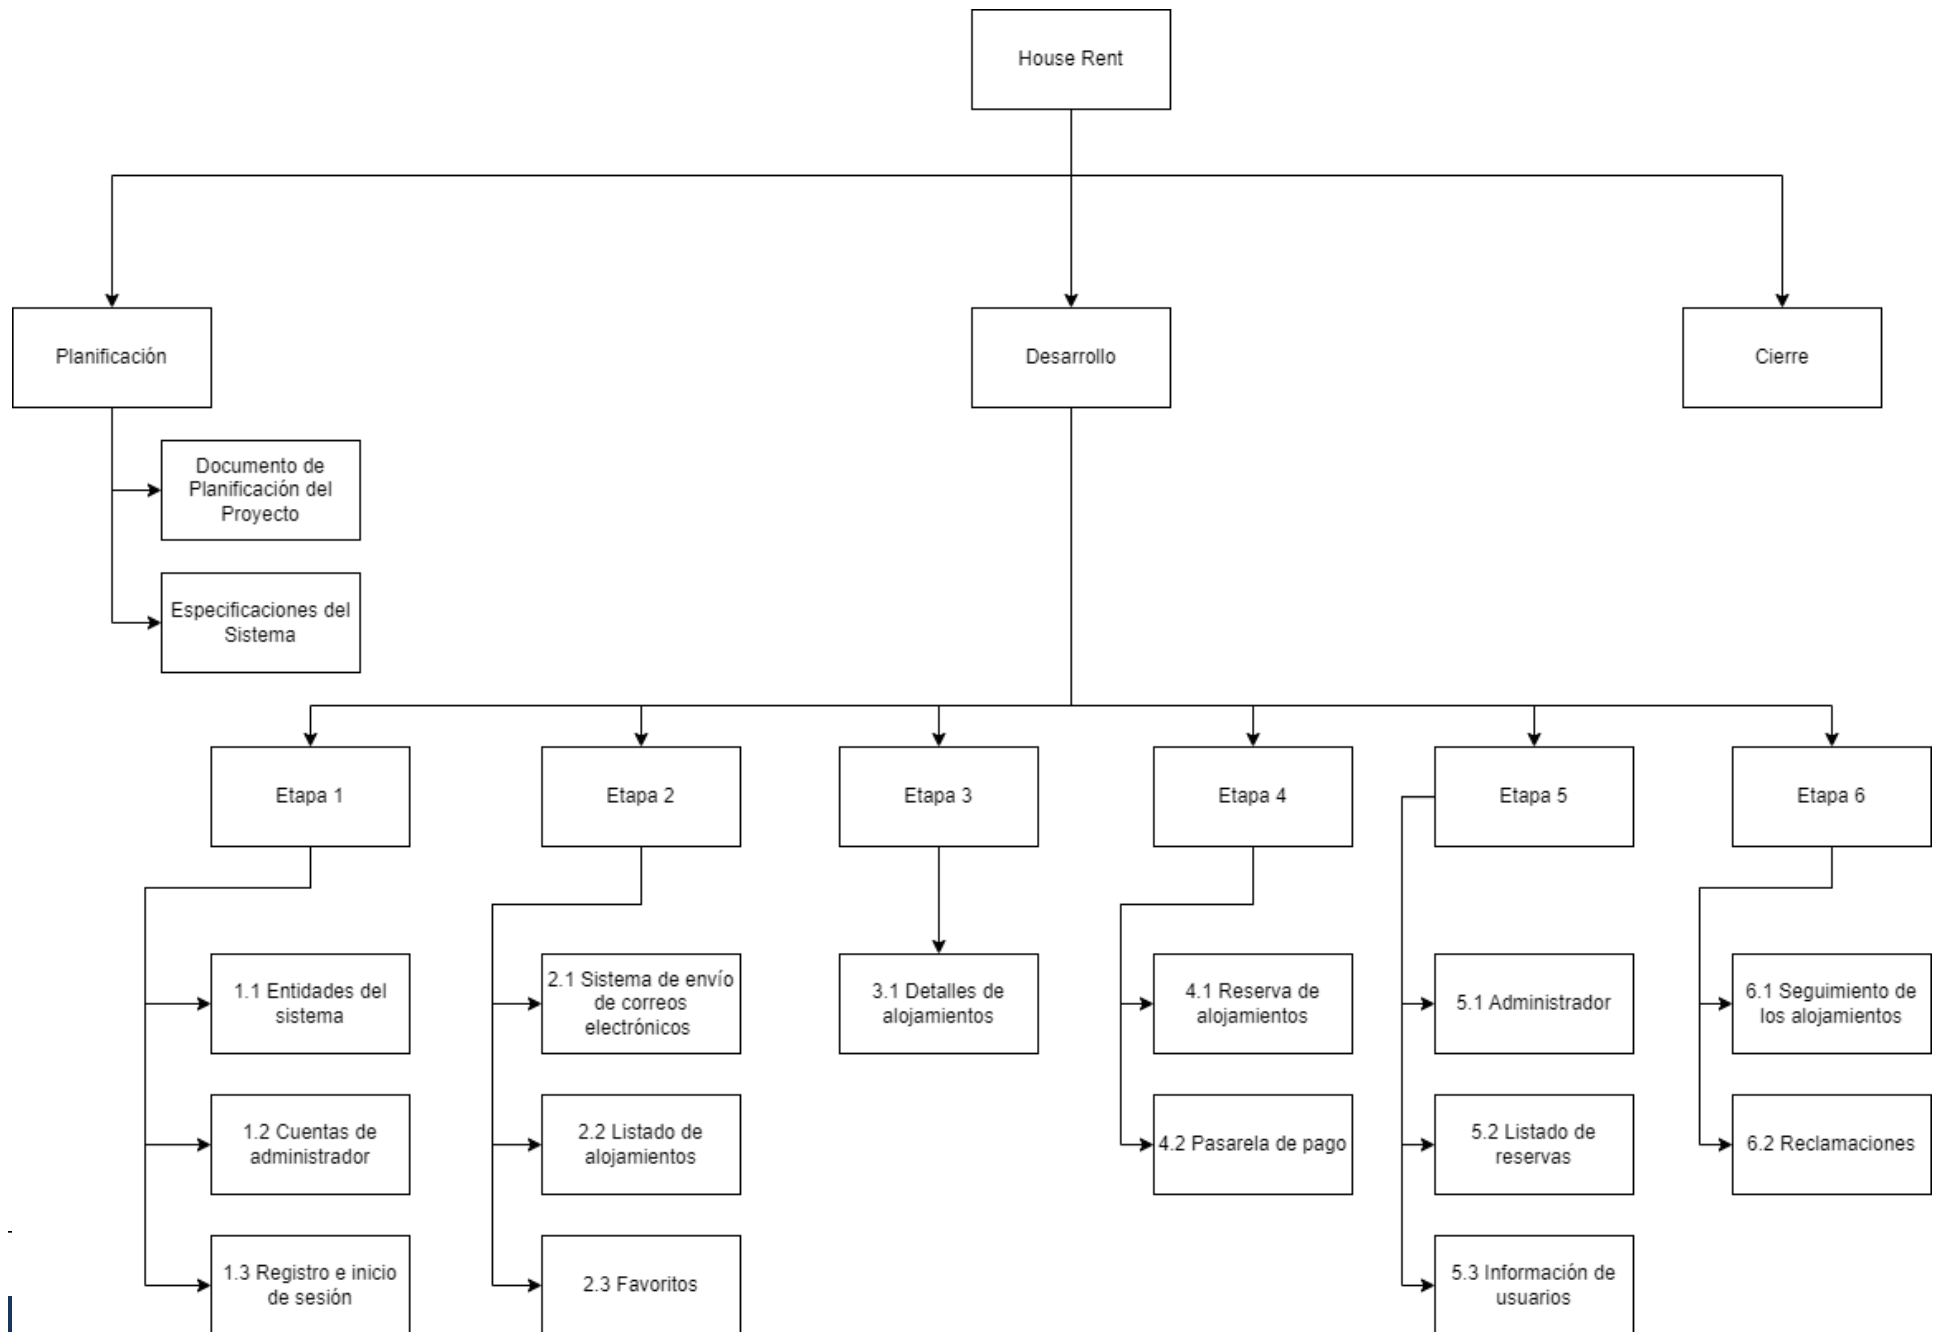 House Rent
Planificación
Desarrollo
Cierre
Documento de
Planificación del
Proyecto
Especificaciones del
Sistema
Etapa 1
Etapa 2
Etapa 3
Etapa 4
Etapa 5
Etapa 6
1.1 Entidades del
sistema
2.1 Sistema de envío
de correos
electrónicos
3.1 Detalles de
alojamientos
4.1 Reserva de
alojamientos
5.1 Administrador
6.1 Seguimiento de
los alojamientos
1.2 Cuentas de
administrador
2.2 Listado de
alojamientos
4.2 Pasarela de pago
5.2 Listado de
reservas
6.2 Reclamaciones
1.3 Registro e inicio
de sesión
2.3 Favoritos
5.3 Información de
usuarios